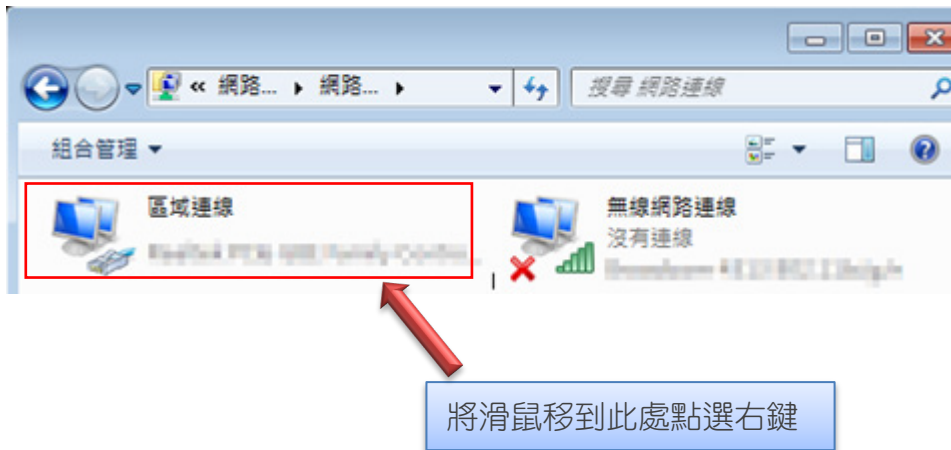 « 網路... ▸ 網路... ▸
搜尋 網路連線
組合管理
區域連線
無線網路連線
沒有連線
將滑鼠移到此處點選右鍵